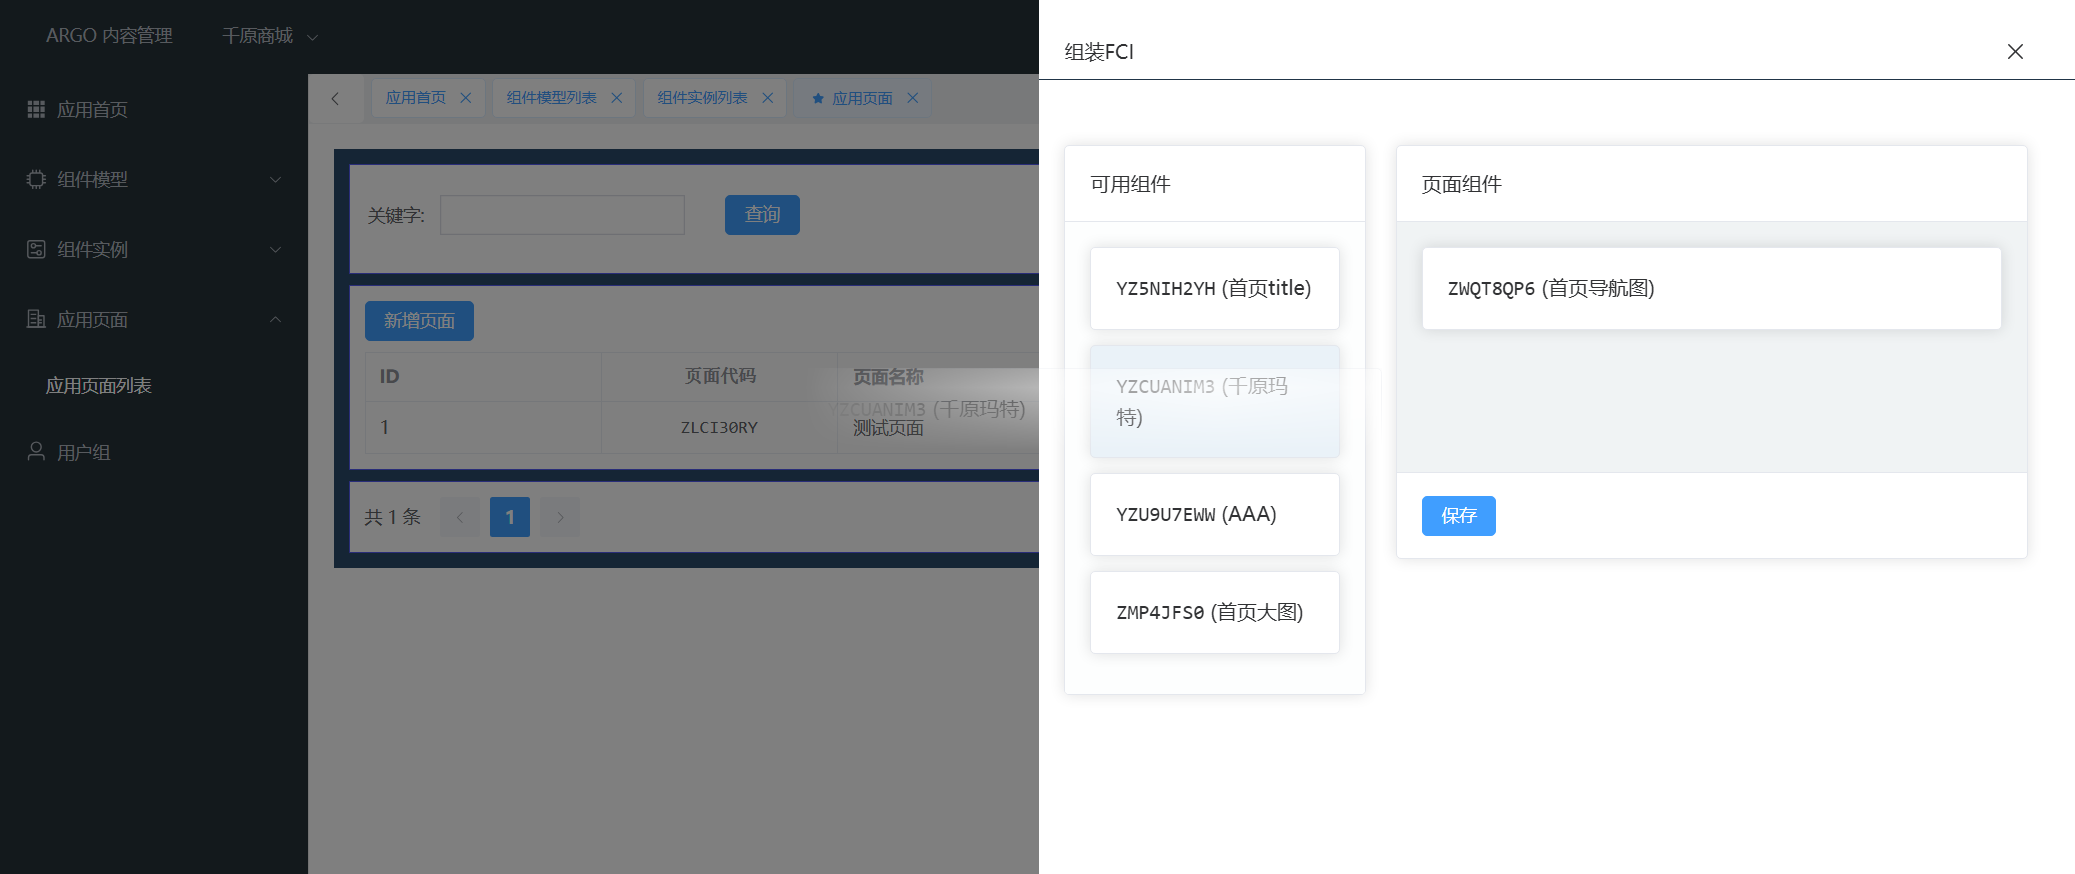 ARGO 内容管理
千原商城
应用首页
组件模型
组件实例
应用页面
应用页面列表
用户组
应用首页
组件模型列表
组件实例列表
应用页面
关键字:
查询
新增页面
ID 页面代码 页面名称
1 ZLCI30RY 测试页面
YZCUANIM3 (千原玛特)
共 1 条
1
组装FCI
可用组件
YZ5NIH2YH (首页title)
YZCUANIM3 (千原玛
特)
YZU9U7EWW (AAA)
ZMP4JFS0 (首页大图)
页面组件
ZWQT8QP6 (首页导航图)
保存